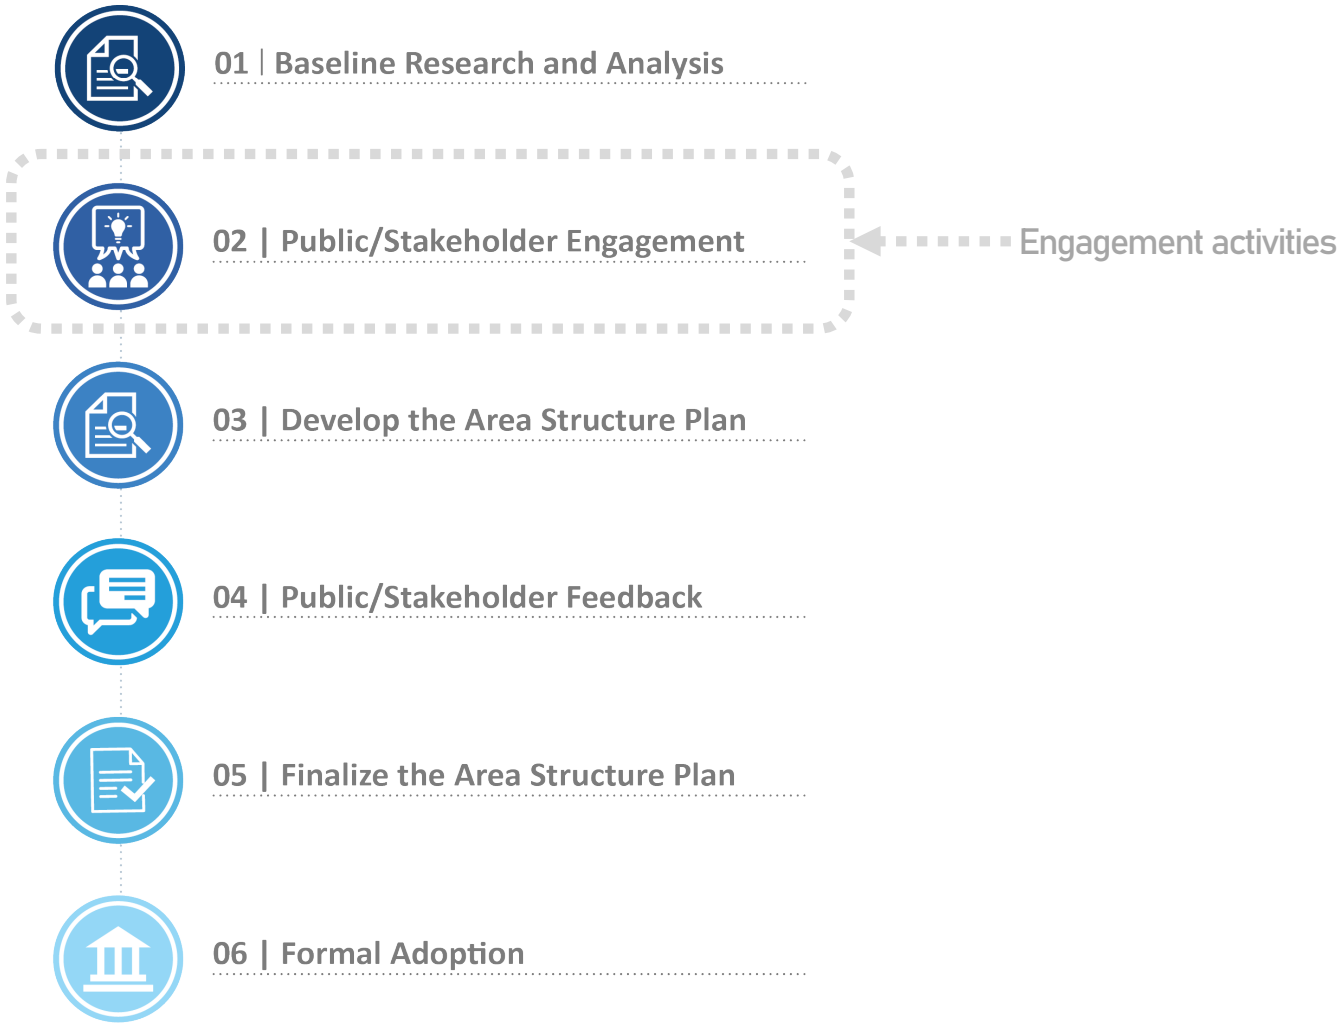 01 | Baseline Research and Analysis
02 | Public/Stakeholder Engagement
Engagement activities
03 | Develop the Area Structure Plan
04 | Public/Stakeholder Feedback
05 | Finalize the Area Structure Plan
06 | Formal Adoption